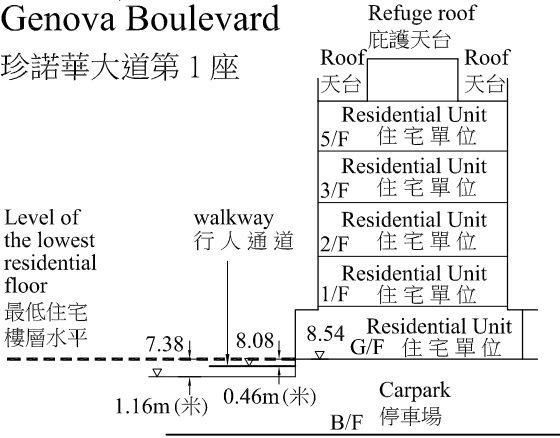 Genova Boulevard
珍諾華大道第 1 座
Refuge roof
庇護天台
Roof
天台
Roof
天台
Residential Unit
5/F 住宅單位
Residential Unit
3/F 住宅單位
Residential Unit
2/F 住宅單位
Residential Unit
1/F 住宅單位
Level of
the lowest
residential
floor
最低住宅
樓層水平
walkway
行人通道
7.38
8.08
8.54
Residential Unit
G/F 住宅單位
1.16m(米)
0.46m(米)
Carpark
停車場
B/F